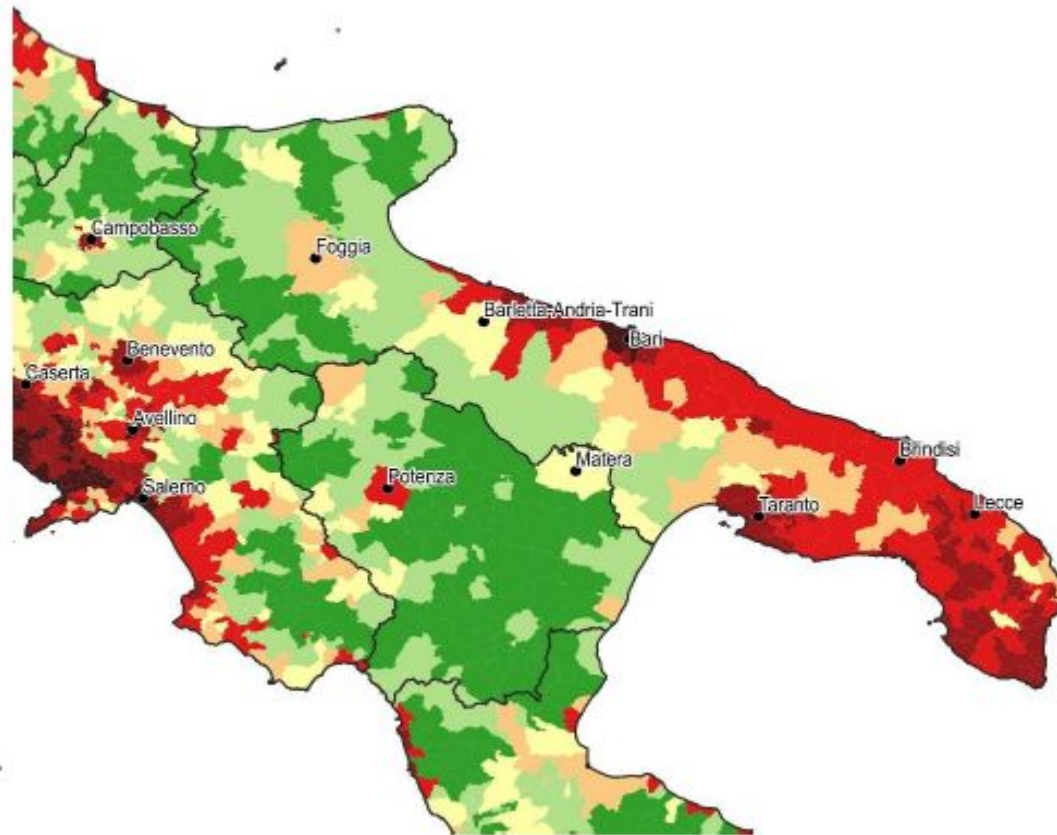 Campobasso
Foggia
Barletta-Andria-Trani
Bari
Benevento
Caserta
Avellino
Brindisi
Matera
Potenza
Salerno
Taranto
Lecce